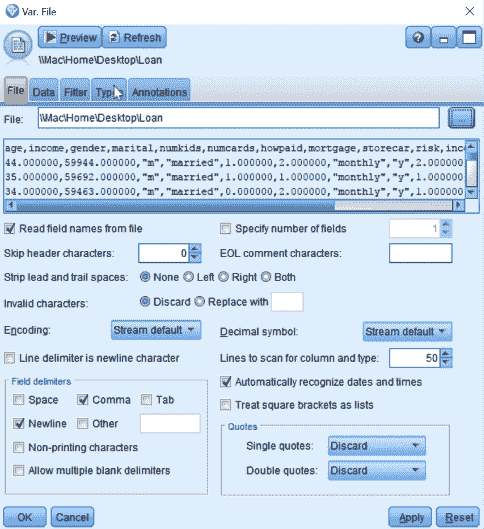 Var. File
Preview Refresh
\\Mac\Home\Desktop\Loan
File Data Filter Types Annotations
File: \\Mac\Home\Desktop\Loan ...
age,income,gender,marital,numkids,numcards,howpaid,mortgage,storecar,risk,inc
44.000000,59944.000000,"m","married",1.000000,2.000000,"monthly","y",2.000000
35.000000,59692.000000,"m","married",1.000000,1.000000,"monthly","y",1.000000
34.000000,59463.000000,"m","married",0.000000,2.000000,"monthly","y",1.000000
Read field names from file Specify number of fields 1
Skip header characters: 0 EOL comment characters:
Strip lead and trail spaces: None Left Right Both
Invalid characters: Discard Replace with
Encoding: Stream default Decimal symbol: Stream default
Line delimiter is newline character Lines to scan for column and type: 50
Automatically recognize dates and times
Treat square brackets as lists
Field delimiters
Space Comma Tab
Newline Other
Non-printing characters
Allow multiple blank delimiters
Quotes
Single quotes: Discard
Double quotes: Discard
OK Cancel Apply Reset